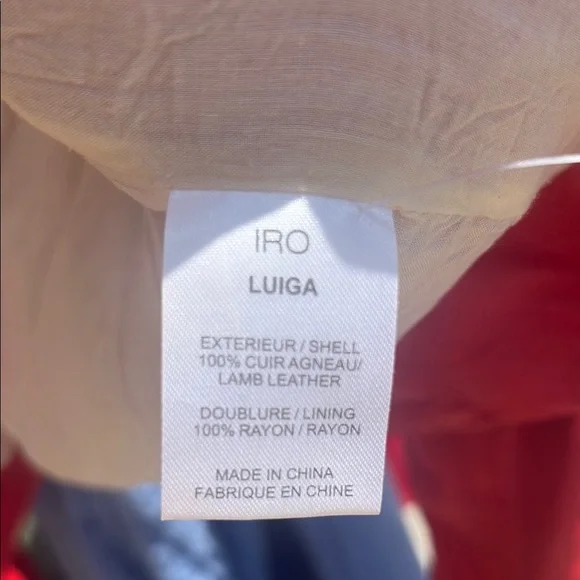 IRO
LUIGA
EXTERIEUR / SHELL
100% CUIR AGNEAU/
LAMB LEATHER
DOUBLURE / LINING
100% RAYON / RAYON
MADE IN CHINA
FABRIQUE EN CHINE